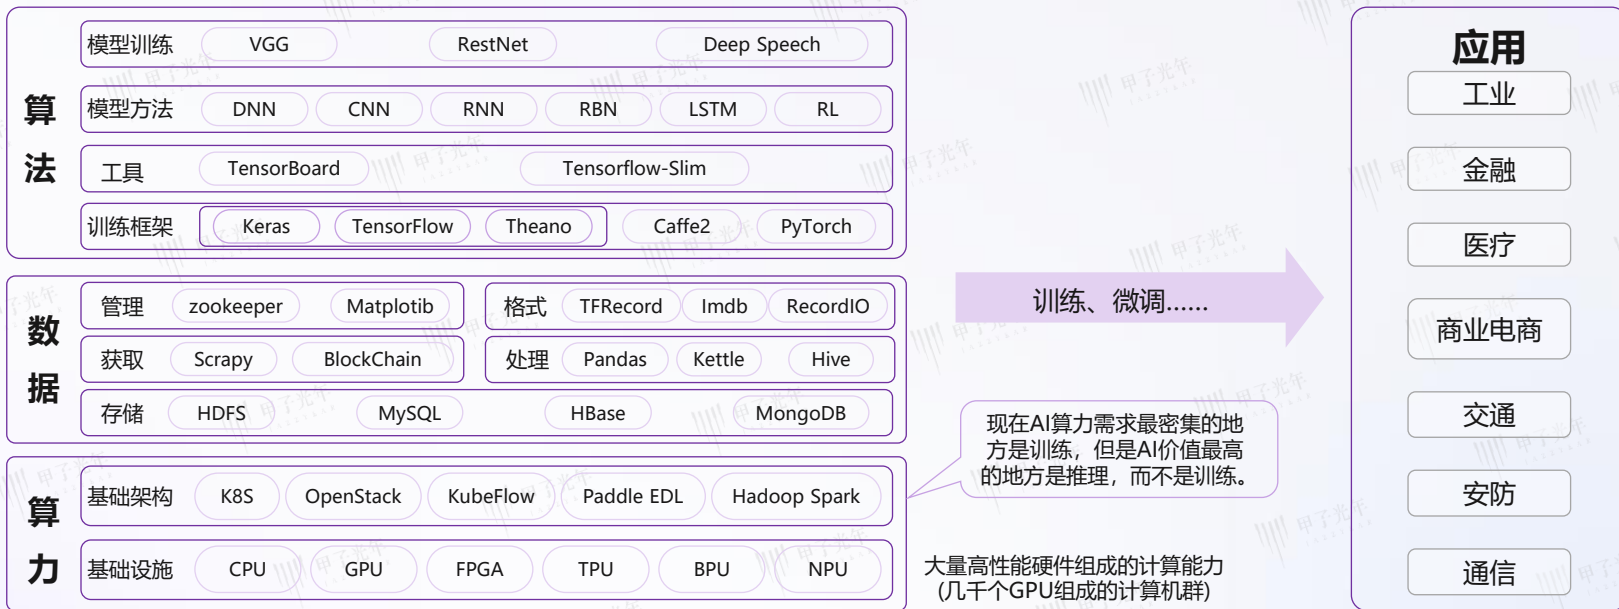 算法
模型训练 VGG RestNet Deep Speech
模型方法 DNN CNN RNN RBN LSTM RL
工具 TensorBoard Tensorflow-Slim
训练框架 Keras TensorFlow Theano Caffe2 PyTorch
数据
管理 zookeeper Matplotib
格式 TFRecord Imdb RecordIO
获取 Scrapy BlockChain
处理 Pandas Kettle Hive
存储 HDFS MySQL HBase MongoDB
算力
基础架构 K8S OpenStack KubeFlow Paddle EDL Hadoop Spark
基础设施 CPU GPU FPGA TPU BPU NPU
训练、微调......
现在AI算力需求最密集的地
方是训练，但是AI价值最高
的地方是推理，而不是训练。
大量高性能硬件组成的计算能力
(几千个GPU组成的计算机群)
应用
工业
金融
医疗
商业电商
交通
安防
通信
甲子光年